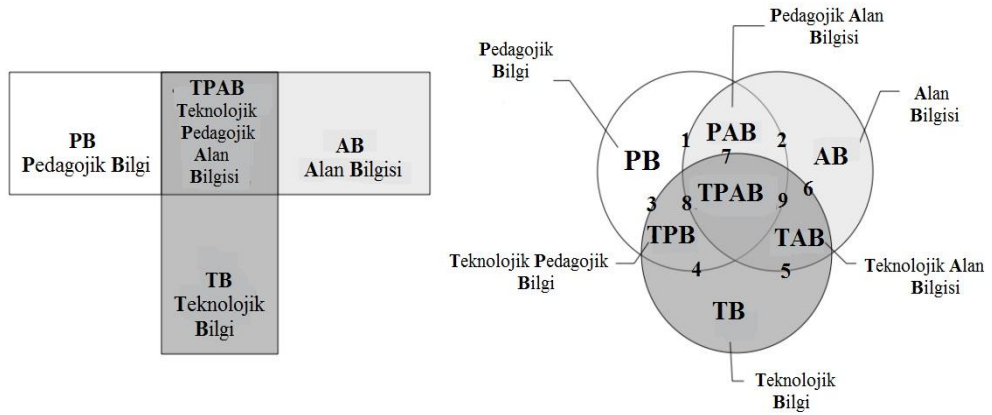 PB
Pedagojik Bilgi
TPAB
Teknolojik
Pedagojik
Alan
Bilgisi
AB
Alan Bilgisi
TB
Teknolojik
Bilgi
Pedagojik
Bilgi
Pedagojik Alan
Bilgisi
Alan
Bilgisi
1
PAB
2
7
PB
AB
3
8
TPAB
9
6
TPB
TAB
4
5
Teknolojik Pedagojik
Bilgi
Teknolojik Alan
Bilgisi
TB
Teknolojik
Bilgi